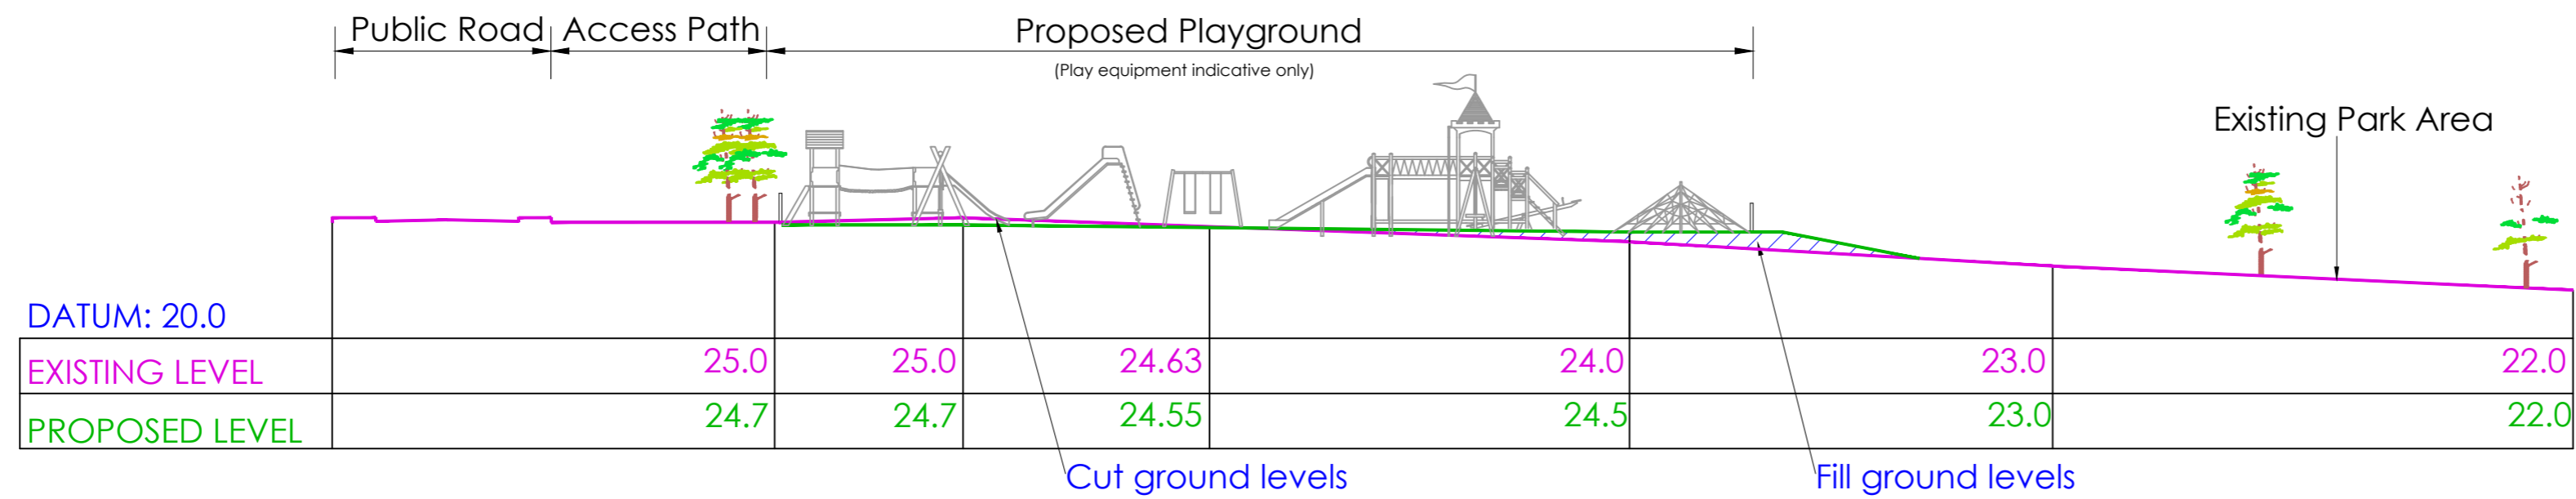 Public Road Access Path Proposed Playground
(Play equipment indicative only)
Existing Park Area
DATUM: 20.0
EXISTING LEVEL 25.0 25.0 24.63 24.0 23.0 22.0
PROPOSED LEVEL 24.7 24.7 24.55 24.5 23.0 22.0
Cut ground levels Fill ground levels